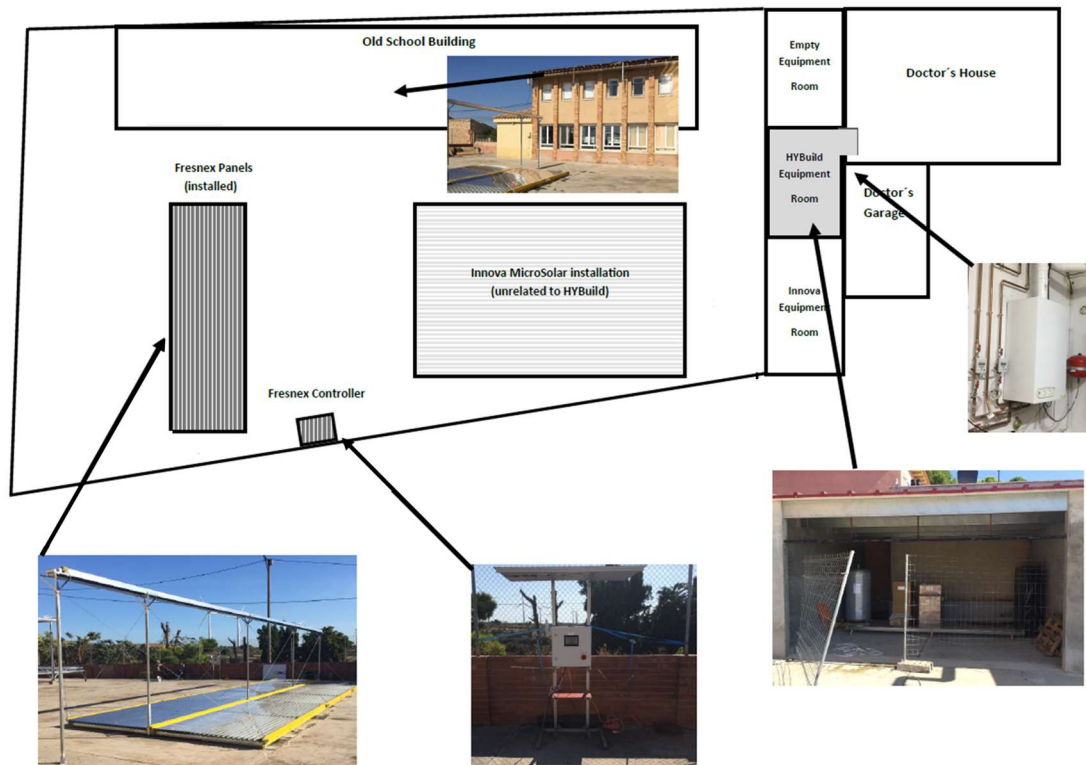 Old School Building
Empty
Equipment
Room
Doctor´s House
Fresnex Panels
(installed)
HYBuild
Equipment
Room
Doctor´s
Garage
Innova MicroSolar installation
(unrelated to HYBuild)
Innova
Equipment
Room
Fresnex Controller